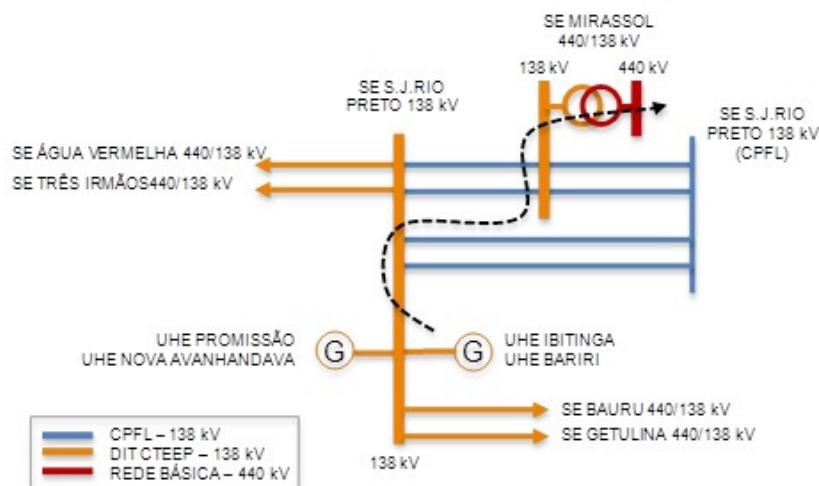 SE MIRASSOL
440/138 kV
138 kV
440 kV
SE S.J.RIO
PRETO 138 kV
SE S.J.RIO
PRETO 138 kV
(CPFL)
SE ÁGUA VERMELHA 440/138 kV
SE TRÊS IRMÃOS440/138 kV
UHE PROMISSÃO
UHE NOVA AVANHANDAVA
G
G
UHE IBITINGA
UHE BARIRI
SE BAURU 440/138 kV
SE GETULINA 440/138 kV
138 kV
CPFL – 138 kV
DIT CTEEP – 138 kV
REDE BÁSICA – 440 kV